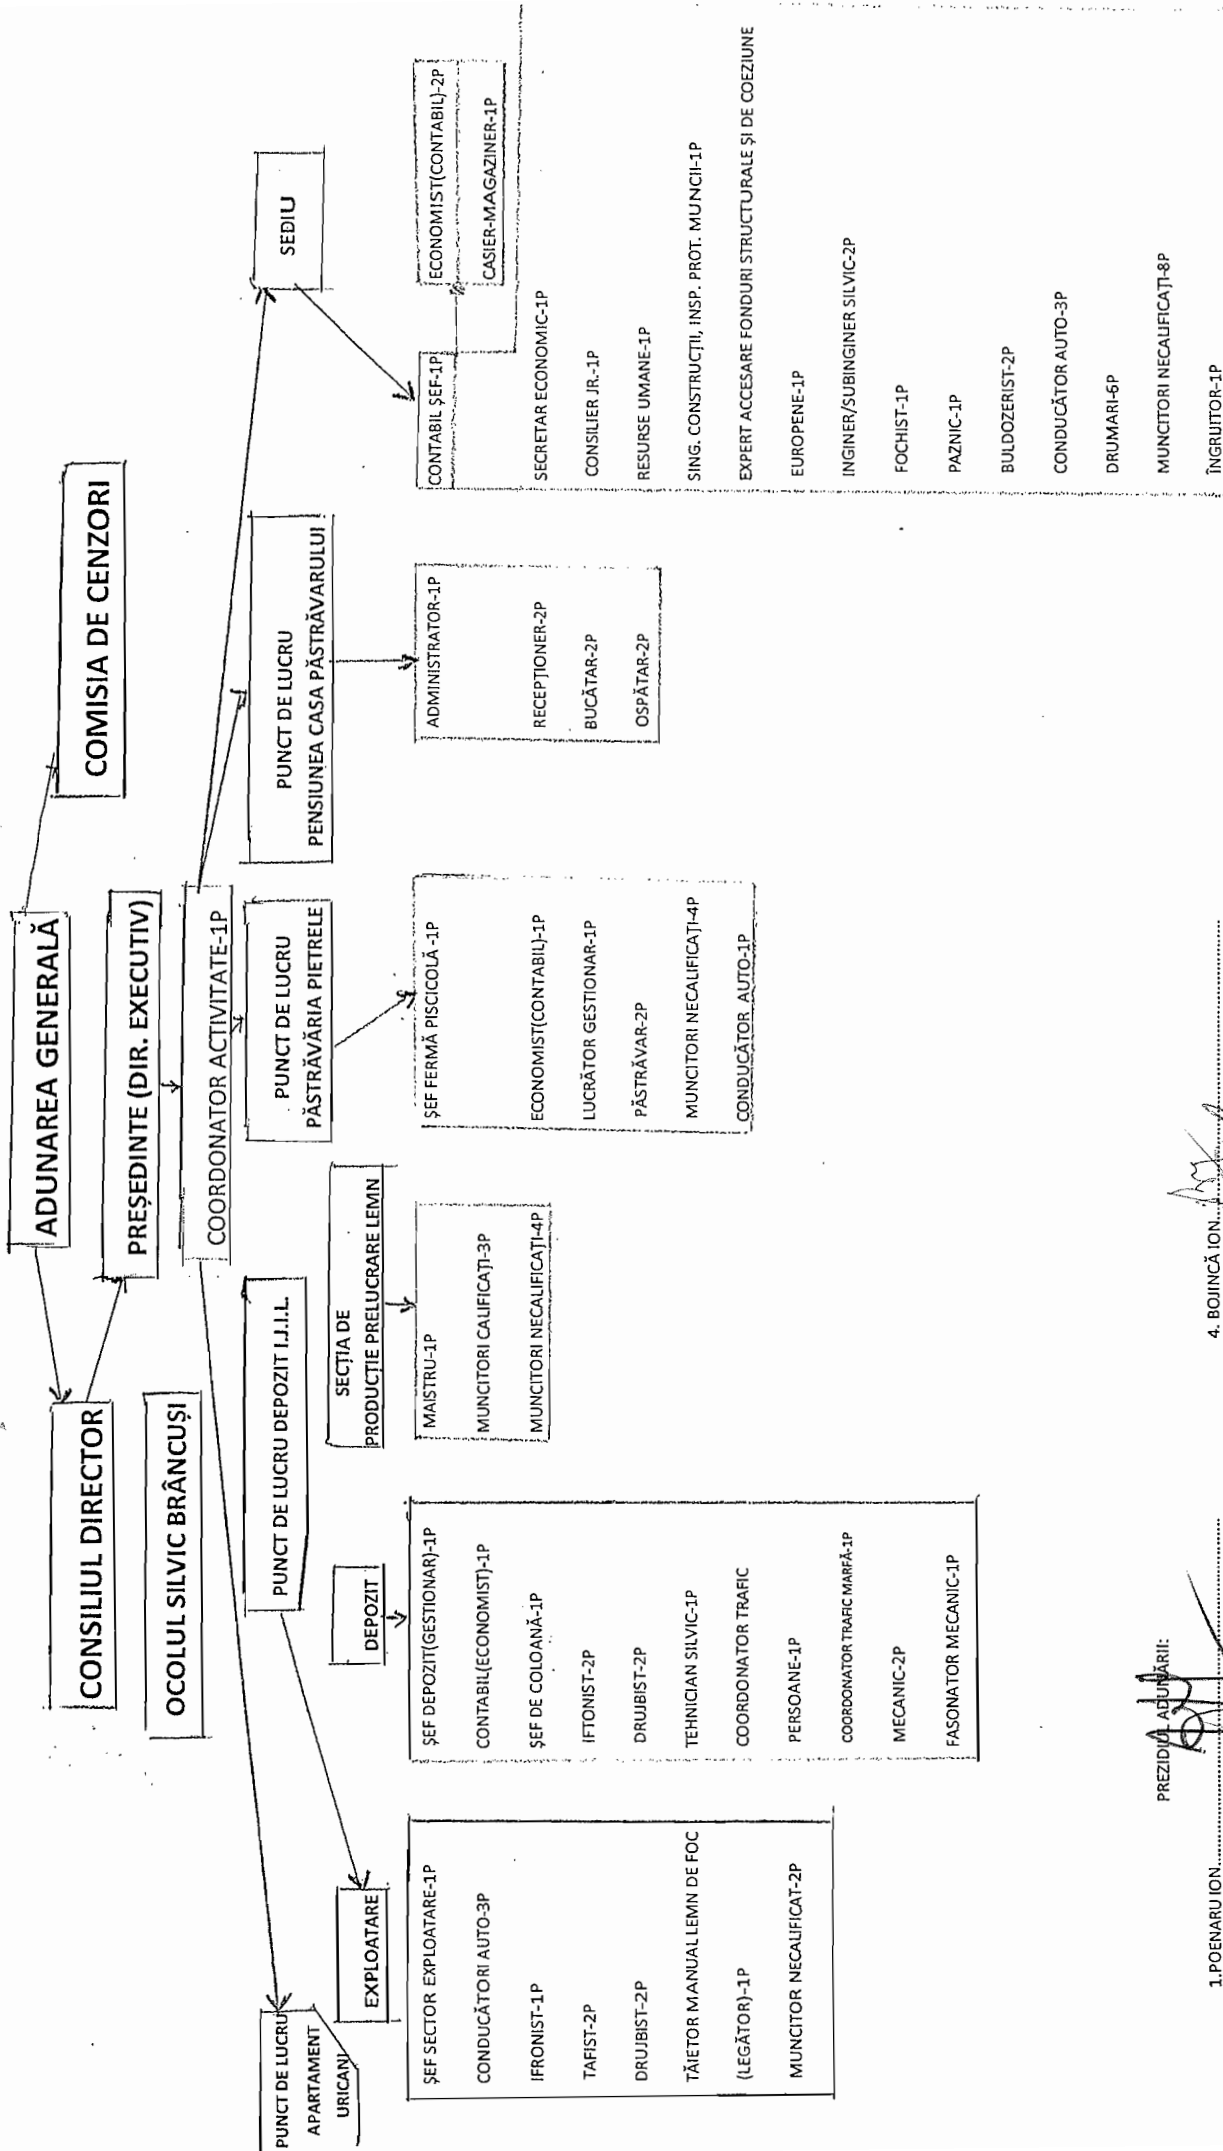 ADUNAREA GENERALĂ
COMISIA DE CENZORI
CONSILIUL DIRECTOR
PREȘEDINTE (DIR. EXECUTIV)
OCOLUL SILVIC BRÂNCUȘI
COORDONATOR ACTIVITATE-1P
PUNCT DE LUCRU
APARTAMENT
URICANI
PUNCT DE LUCRU DEPOZIT I.J.I.L.
PUNCT DE LUCRU
PĂSTRĂVĂRIA PIETRELE
PUNCT DE LUCRU
PENSIUNEA CASA PĂSTRĂVARULUI
SEDIU
EXPLOATARE
DEPOZIT
SECȚIA DE
PRODUCȚIE PRELUCRARE LEMN
ȘEF SECTOR EXPLOATARE-1P
CONDUCĂTORI AUTO-3P
IFRONIST-1P
TAFIST-2P
DRUJBIST-2P
TĂIETOR MANUAL LEMN DE FOC
(LEGĂTOR)-1P
MUNCITOR NECALIFICAT-2P
ȘEF DEPOZIT(GESTIONAR)-1P
CONTABIL(ECONOMIST)-1P
ȘEF DE COLOANĂ-1P
IFTONIST-2P
DRUJBIST-2P
TEHNICIAN SILVIC-1P
COORDONATOR TRAFIC
PERSOANE-1P
COORDONATOR TRAFIC MARFĂ-1P
MECANIC-2P
FASONATOR MECANIC-1P
MAISTRU-1P
MUNCITORI CALIFICAȚI-3P
MUNCITORI NECALIFICAȚI-4P
ȘEF FERMĂ PISCICOLĂ -1P
ECONOMIST(CONTABIL)-1P
LUCRĂTOR GESTIONAR-1P
PĂSTRĂVAR-2P
MUNCITORI NECALIFICAȚI-4P
CONDUCĂTOR AUTO-1P
ADMINISTRATOR-1P
RECEPȚIONER-2P
BUCĂTAR-2P
OSPĂTAR-2P
CONTABIL ȘEF-1P
ECONOMIST(CONTABIL)-2P
CASIER-MAGAZINER-1P
SECRETAR ECONOMIC-1P
CONSILIER JR.-1P
RESURSE UMANE-1P
SING. CONSTRUCȚII, INSP. PROT. MUNCII-1P
EXPERT ACCESARE FONDURI STRUCTURALE ȘI DE COEZIUNE
EUROPENE-1P
INGINER/SUBINGINER SILVIC-2P
FOCHIST-1P
PAZNIC-1P
BULDOZERIST-2P
CONDUCĂTOR AUTO-3P
DRUMARI-6P
MUNCITORI NECALIFICAȚI-8P
ÎNGRIJITOR-1P
PREZIDIUL ADUNĂRII:
1.POENARU ION
4. BOJINCĂ ION